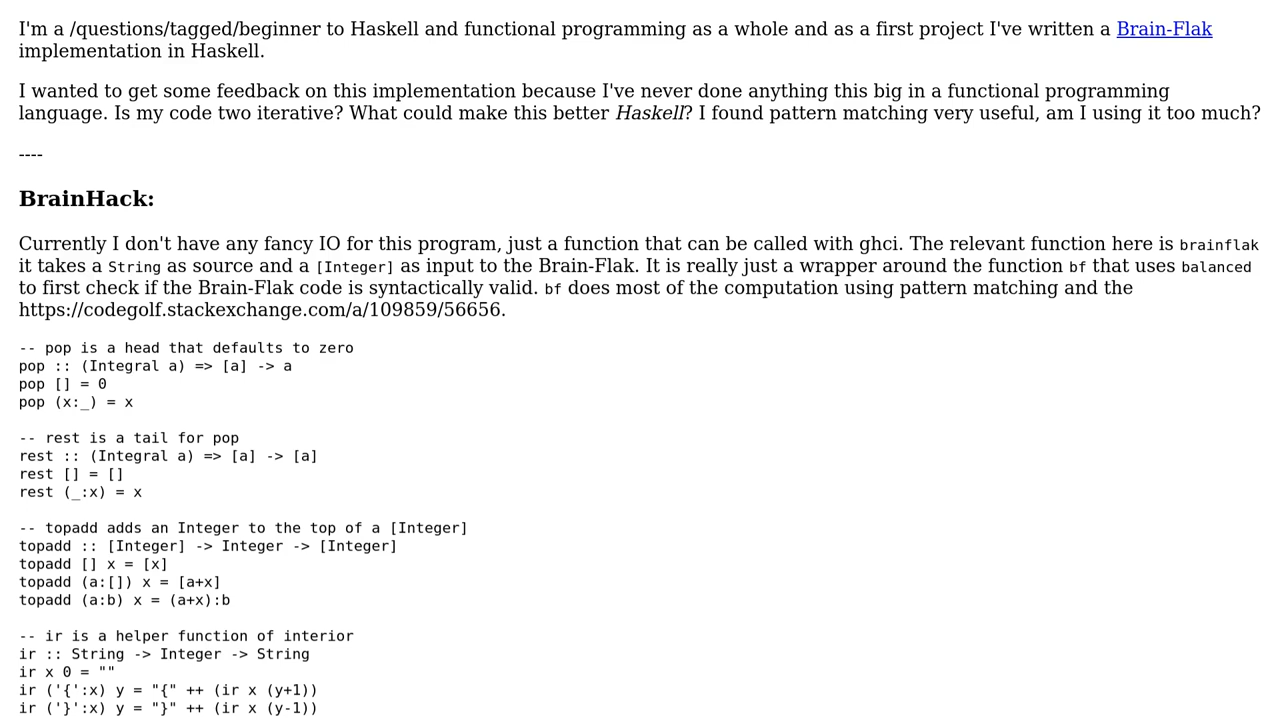 I'm a /questions/tagged/beginner to Haskell and functional programming as a whole and as a first project I've written a Brain-Flak
implementation in Haskell.
I wanted to get some feedback on this implementation because I've never done anything this big in a functional programming
language. Is my code two iterative? What could make this better Haskell? I found pattern matching very useful, am I using it too much?
----
BrainHack:
Currently I don't have any fancy IO for this program, just a function that can be called with ghci. The relevant function here is brainflak
it takes a String as source and a [Integer] as input to the Brain-Flak. It is really just a wrapper around the function bf that uses balanced
to first check if the Brain-Flak code is syntactically valid. bf does most of the computation using pattern matching and the
https://codegolf.stackexchange.com/a/109859/56656.
-- pop is a head that defaults to zero
pop :: (Integral a) => [a] -> a
pop [] = 0
pop (x:_) = x
-- rest is a tail for pop
rest :: (Integral a) => [a] -> [a]
rest [] = []
rest (_:x) = x
-- topadd adds an Integer to the top of a [Integer]
topadd :: [Integer] -> Integer -> [Integer]
topadd [] x = [x]
topadd (a:[]) x = [a+x]
topadd (a:b) x = (a+x):b
-- ir is a helper function of interior
ir :: String -> Integer -> String
ir x 0 = ""
ir ('{':x) y = "{" ++ (ir x (y+1))
ir ('}':x) y = "}" ++ (ir x (y-1))